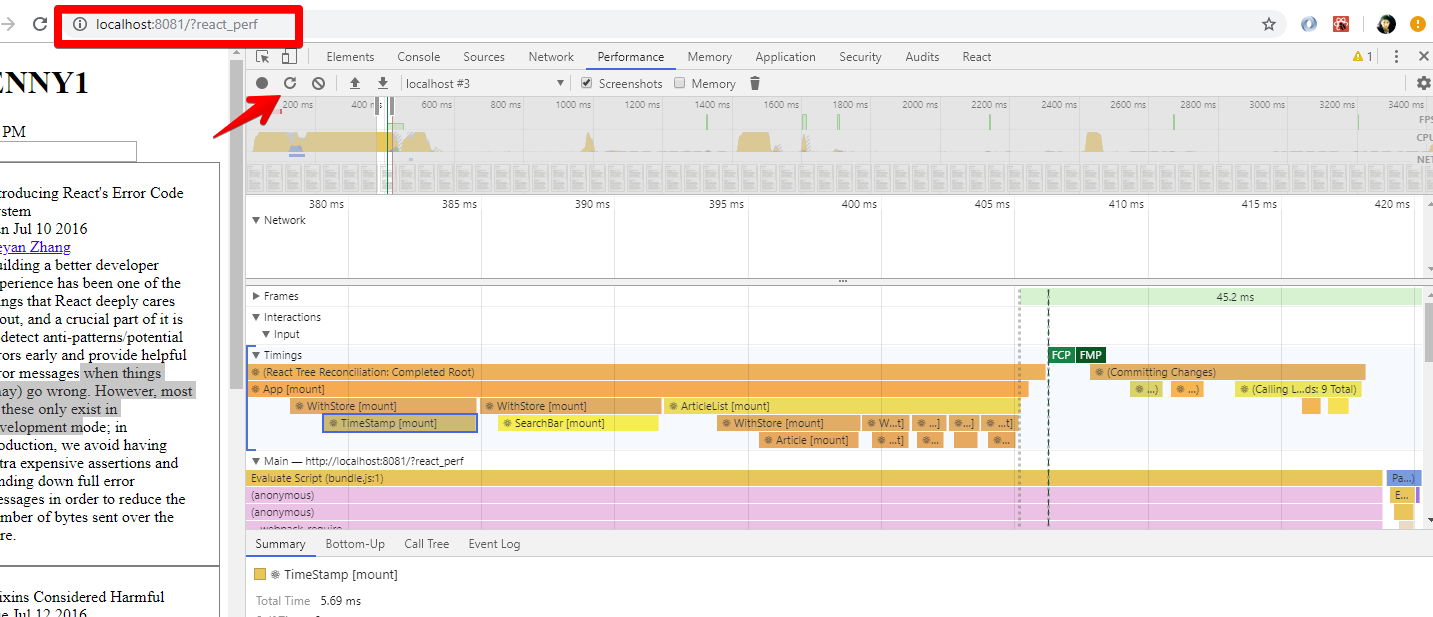 localhost:8081/?react_perf
ENNY1
PM
troducing React's Error Code
ystem
n Jul 10 2016
eyan Zhang
uilding a better developer
perience has been one of the
ings that React deeply cares
out, and a crucial part of it is
detect anti-patterns/potential
rors early and provide helpful
ror messages when things
nay) go wrong. However, most
these only exist in
evelopment mode; in
oduction, we avoid having
tra expensive assertions and
nding down full error
essages in order to reduce the
mber of bytes sent over the
re.
ixins Considered Harmful
e Jul 12 2016
Elements Console Sources Network Performance Memory Application Security Audits React 1
localhost #3 Screenshots Memory
200 ms 400 m s 600 ms 800 ms 1000 ms 1200 ms 1400 ms 1600 ms 1800 ms 2000 ms 2200 ms 2400 ms 2600 ms 2800 ms 3000 ms 3200 ms 3400 ms
FPS
CPU
NET
380 ms 385 ms 390 ms 395 ms 400 ms 405 ms 410 ms 415 ms 420 ms
Network
Frames 45.2 ms
Interactions
Input
Timings FCP FMP
(React Tree Reconciliation: Completed Root) (Committing Changes)
App [mount] ...) ...) (Calling L...ds: 9 Total)
WithStore [mount] WithStore [mount] ArticleList [mount]
TimeStamp [mount] SearchBar [mount] WithStore [mount] W...t] ...] ...] ...t]
Article [mount] ...t] ... ...
Main — http://localhost:8081/?react_perf
Evaluate Script (bundle.js:1) Pa...)
(anonymous) E...
(anonymous)
__webpack_require__
Summary Bottom-Up Call Tree Event Log
TimeStamp [mount]
Total Time 5.69 ms